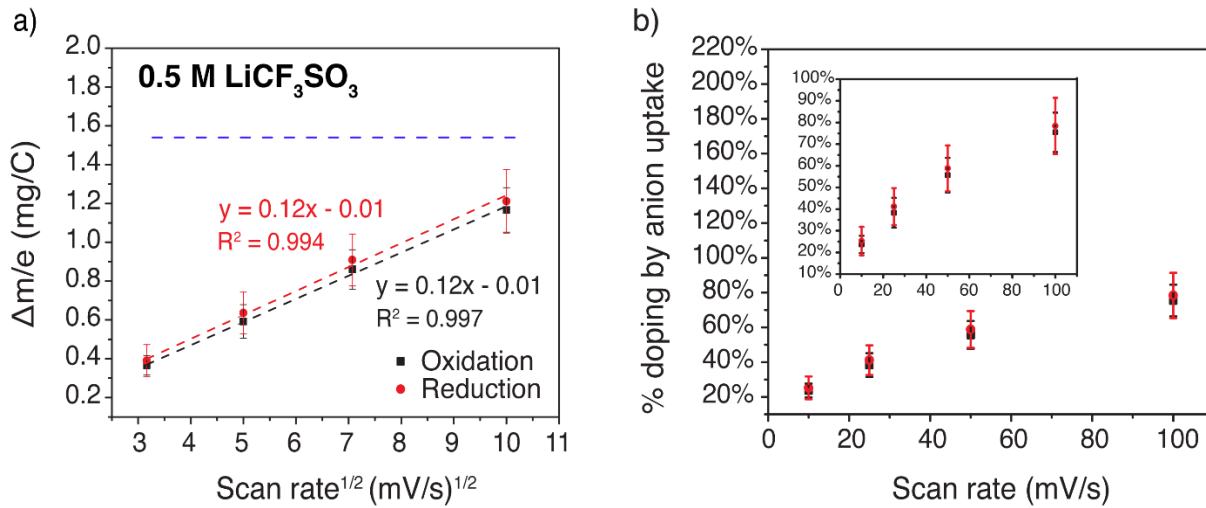 a)
0.5 M LiCF₃SO₃
Δm/e (mg/C)
2.0
1.8
1.6
1.4
1.2
1.0
0.8
0.6
0.4
0.2
y = 0.12x - 0.01
R² = 0.994
y = 0.12x - 0.01
R² = 0.997
Oxidation
Reduction
3 4 5 6 7 8 9 10 11
Scan rate¹ᐟ² (mV/s)¹ᐟ²
b)
% doping by anion uptake
220%
200%
180%
160%
140%
120%
100%
80%
60%
40%
20%
100%
90%
80%
70%
60%
50%
40%
30%
20%
10%
0 20 40 60 80 100
0 20 40 60 80 100
Scan rate (mV/s)